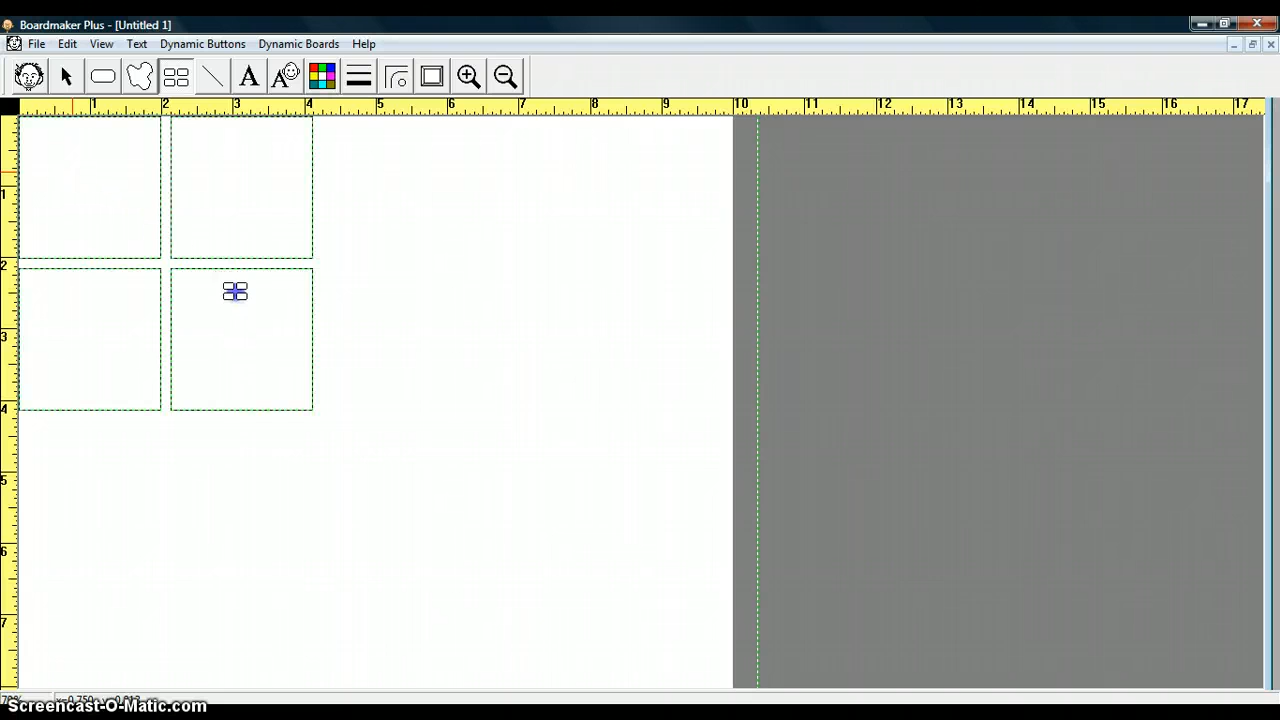 Boardmaker Plus - [Untitled 1]
File Edit View Text Dynamic Buttons Dynamic Boards Help
A A
1 2 3 4 5 6 7 8 9 10 11 12 13 14 15 16 17
1
2
3
4
5
6
7
Screencast-O-Matic.com